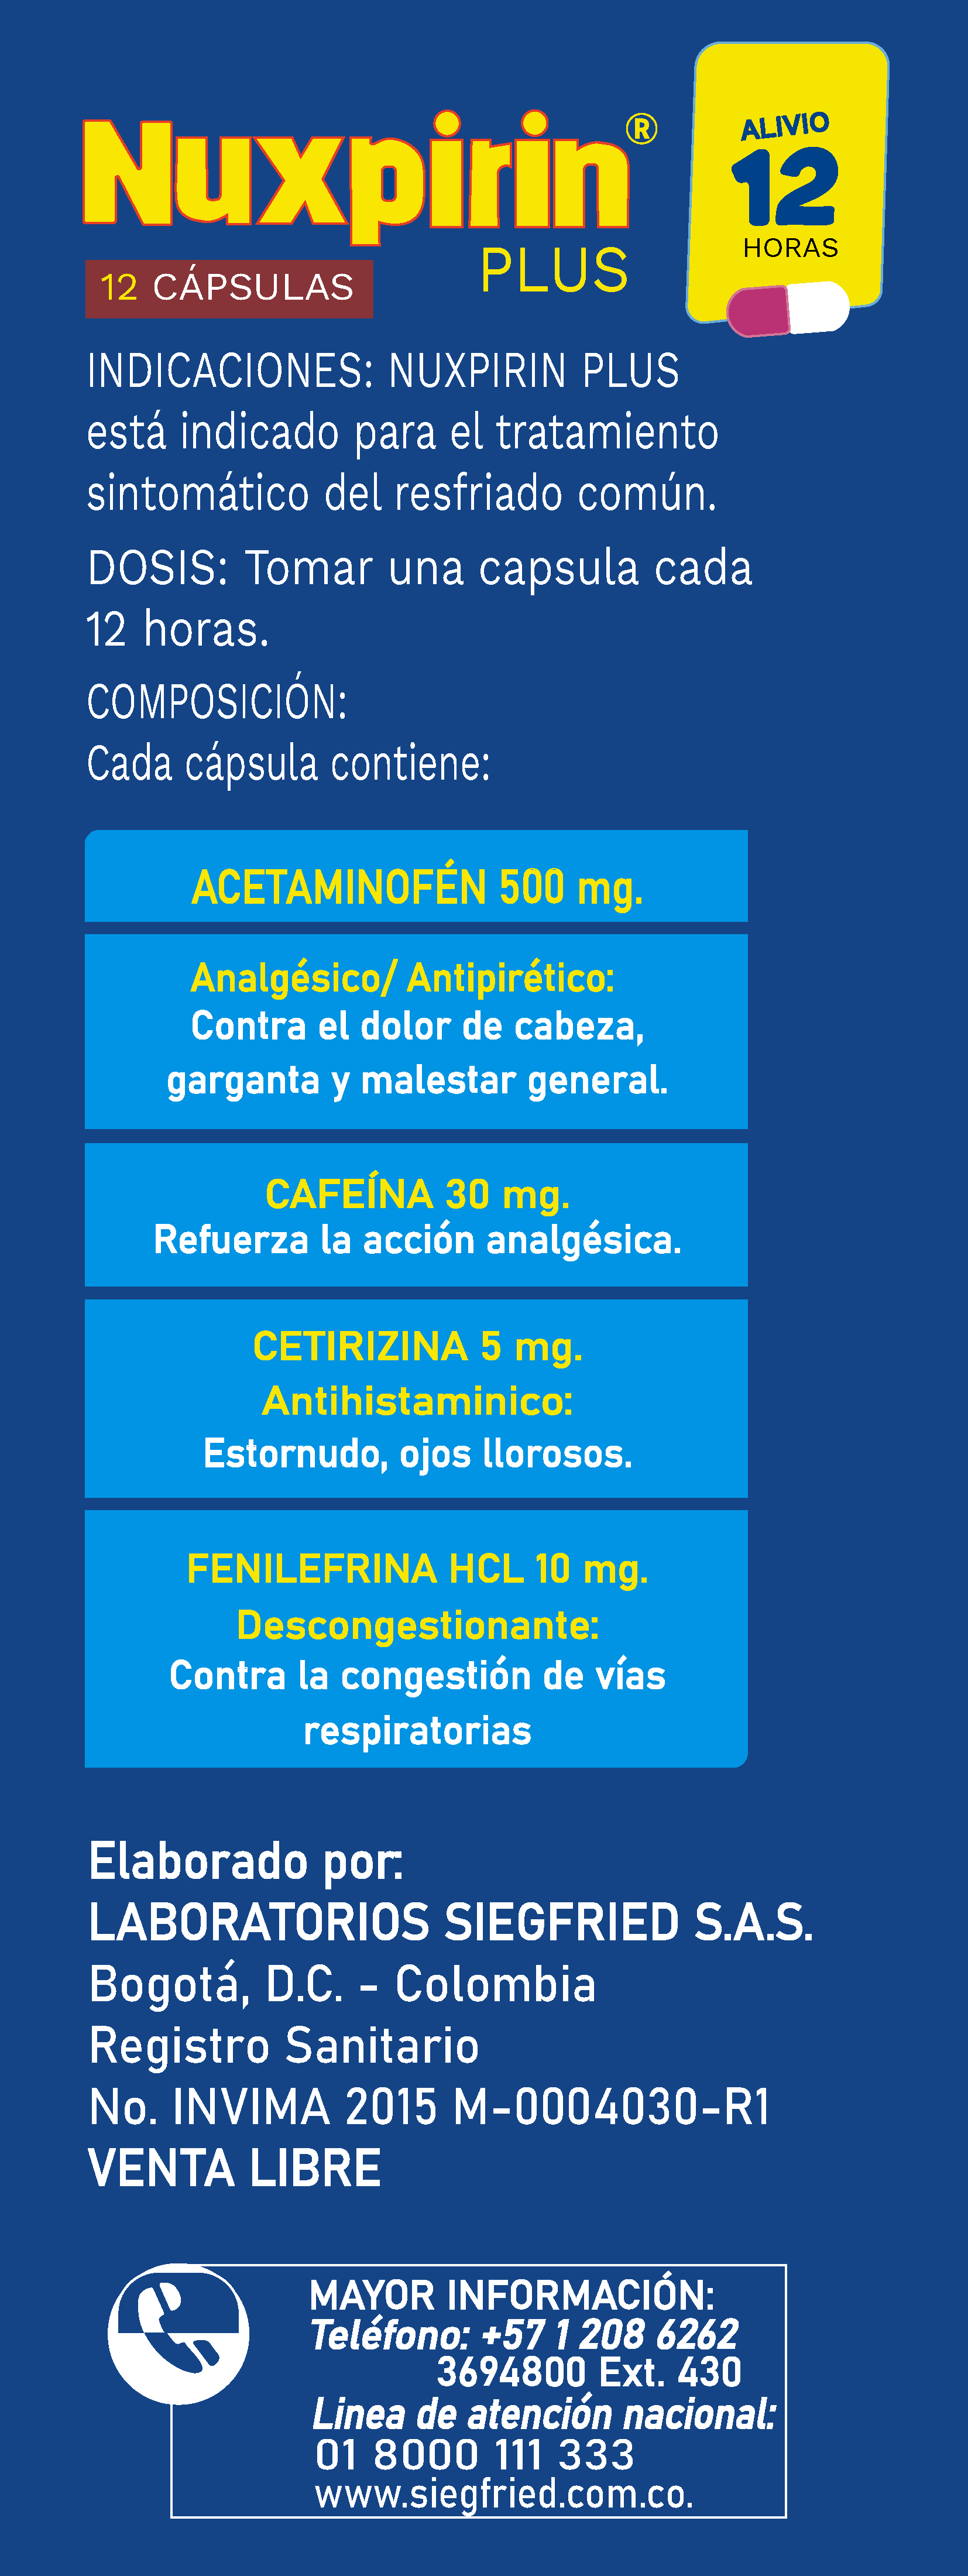 Nuxpirin®
PLUS
ALIVIO
12
HORAS
12 CÁPSULAS
INDICACIONES: NUXPIRIN PLUS
está indicado para el tratamiento
sintomático del resfriado común.
DOSIS: Tomar una capsula cada
12 horas.
COMPOSICIÓN:
Cada cápsula contiene:
ACETAMINOFÉN 500 mg.
Analgésico/ Antipirético:
Contra el dolor de cabeza,
garganta y malestar general.
CAFEÍNA 30 mg.
Refuerza la acción analgésica.
CETIRIZINA 5 mg.
Antihistaminico:
Estornudo, ojos llorosos.
FENILEFRINA HCL 10 mg.
Descongestionante:
Contra la congestión de vías
respiratorias
Elaborado por:
LABORATORIOS SIEGFRIED S.A.S.
Bogotá, D.C. - Colombia
Registro Sanitario
No. INVIMA 2015 M-0004030-R1
VENTA LIBRE
MAYOR INFORMACIÓN:
Teléfono: +57 1 208 6262
3694800 Ext. 430
Linea de atención nacional:
01 8000 111 333
www.siegfried.com.co.